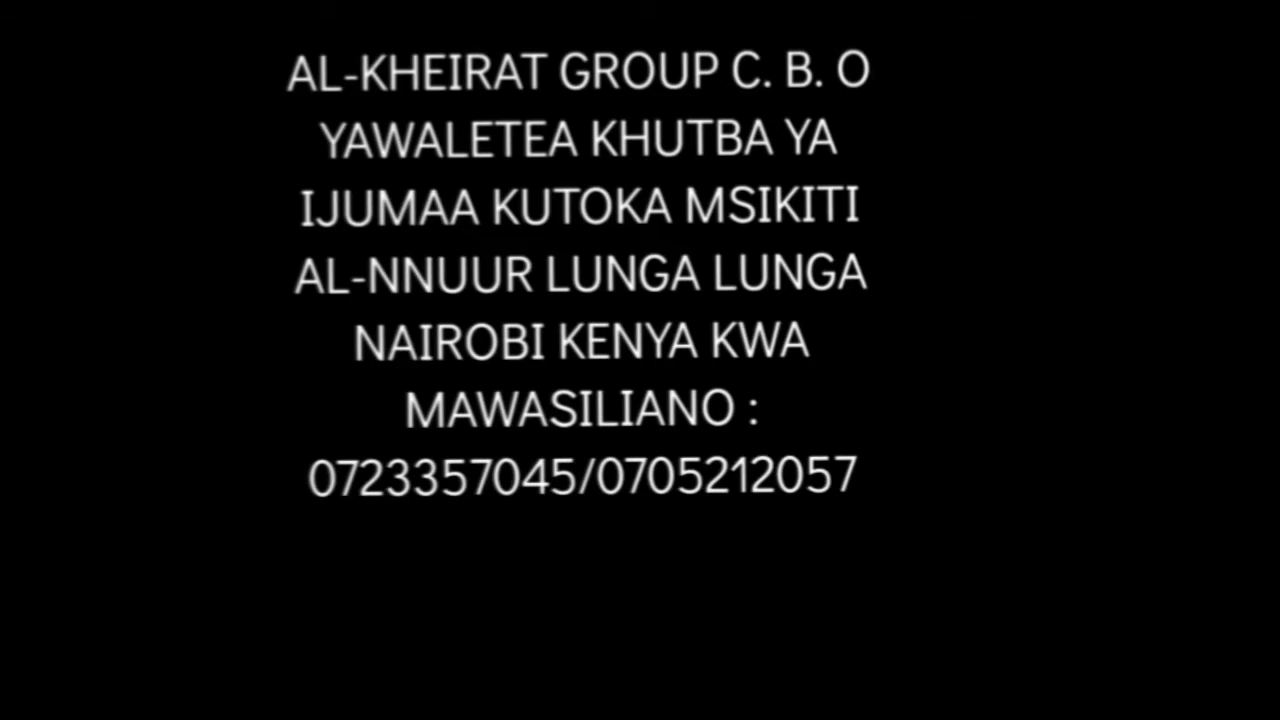 AL-KHEIRAT GROUP C. B. O
YAWALETEA KHUTBA YA
IJUMAA KUTOKA MSIKITI
AL-NNUUR LUNGA LUNGA
NAIROBI KENYA KWA
MAWASILIANO :
0723357045/0705212057